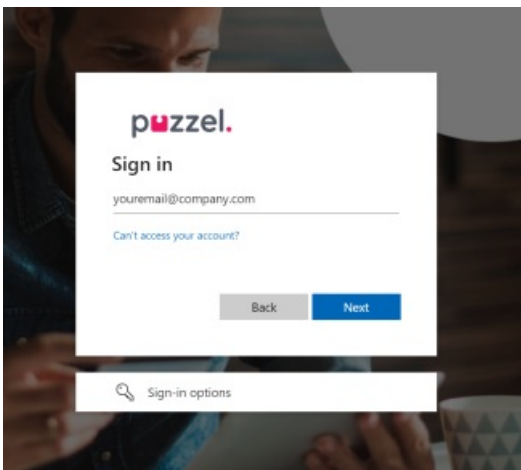 puzzel.
Sign in
youremail@company.com
Can't access your account?
Back Next
Sign-in options